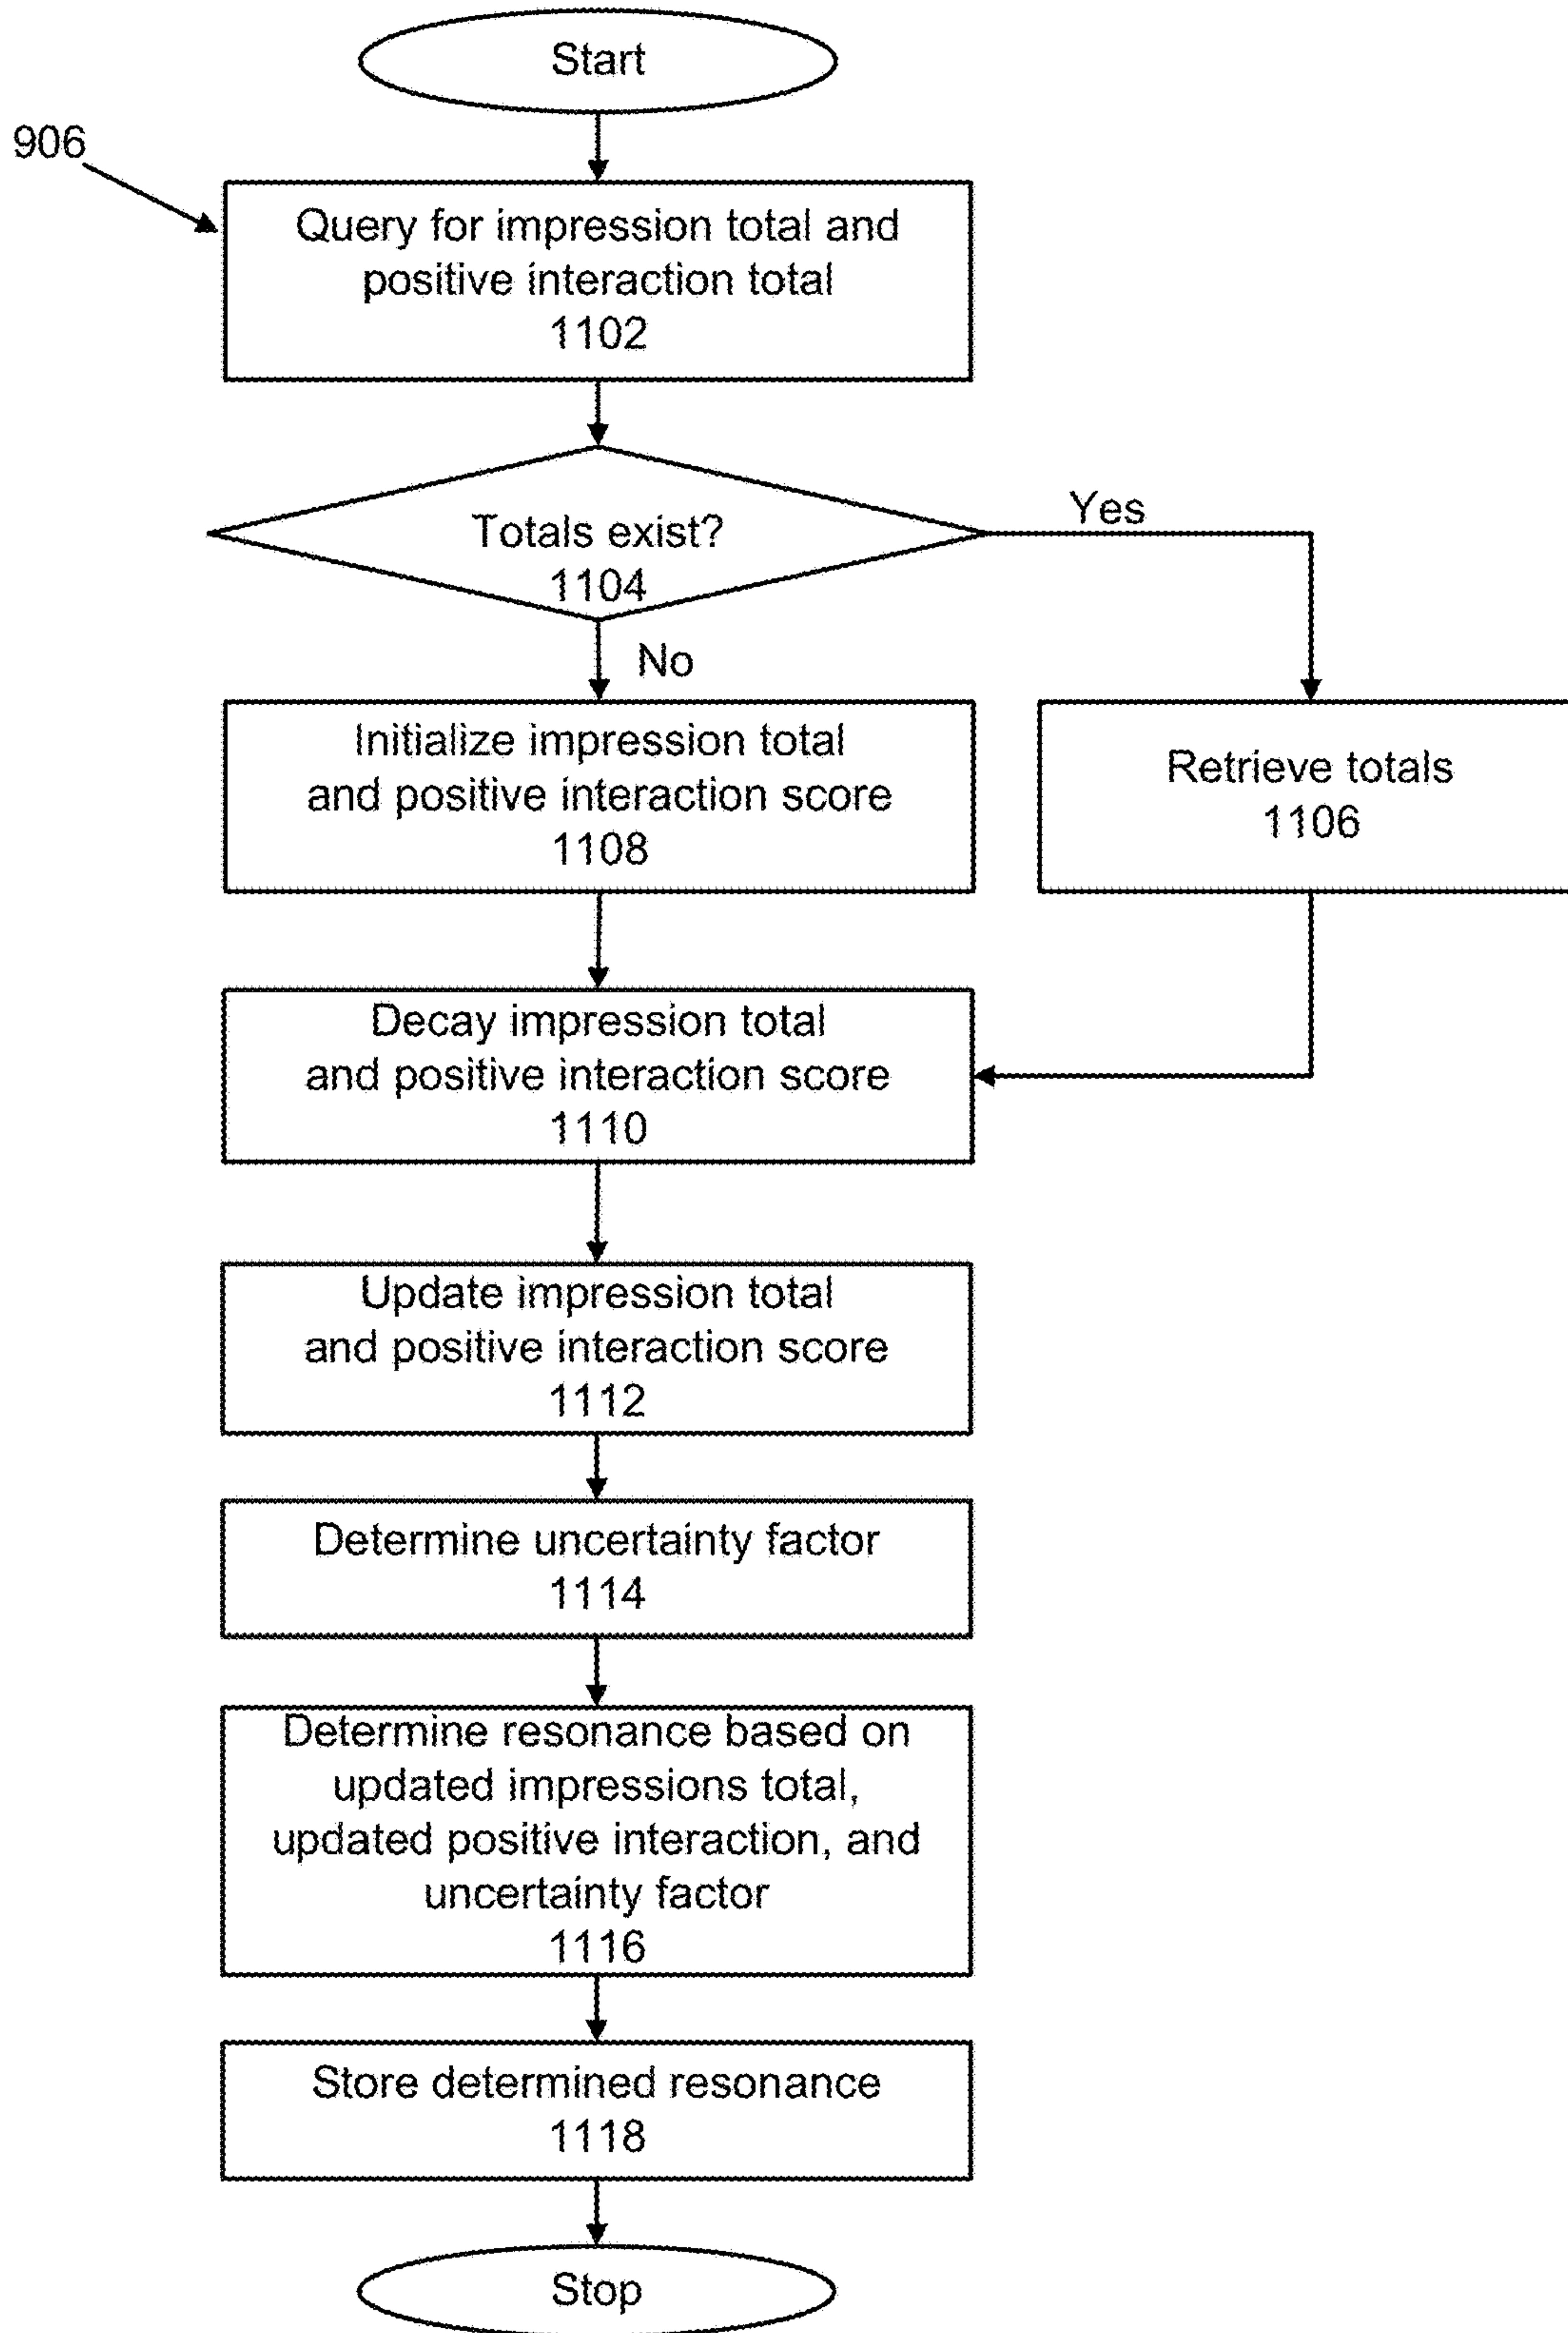 Start
906
Query for impression total and
positive interaction total
1102
Totals exist?
1104
Yes
No
Initialize impression total
and positive interaction score
1108
Retrieve totals
1106
Decay impression total
and positive interaction score
1110
Update impression total
and positive interaction score
1112
Determine uncertainty factor
1114
Determine resonance based on
updated impressions total,
updated positive interaction, and
uncertainty factor
1116
Store determined resonance
1118
Stop